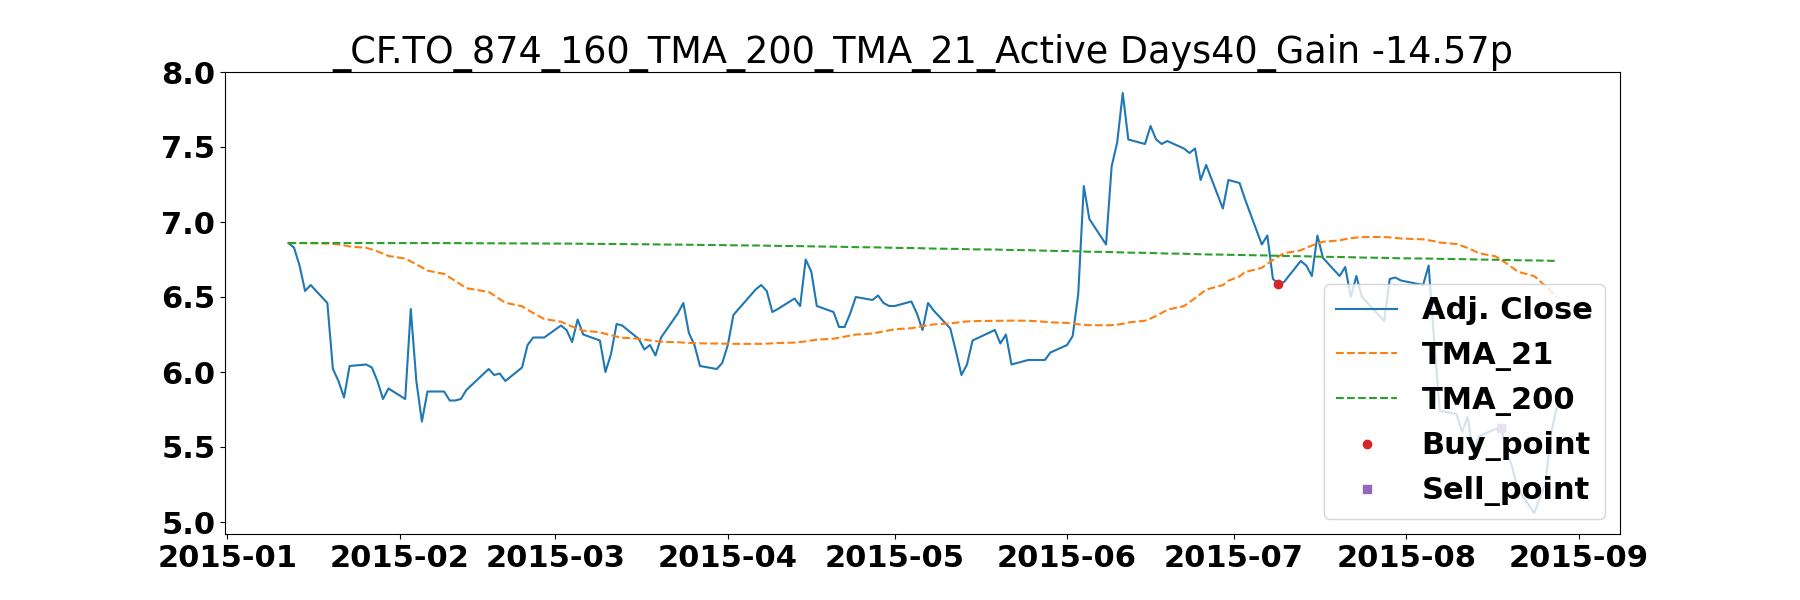 _CF.TO_874_160_TMA_200_TMA_21_Active Days40_Gain -14.57p
8.0
7.5
7.0
6.5
6.0
5.5
5.0
Adj. Close
TMA_21
TMA_200
Buy_point
Sell_point
2015-01 2015-02 2015-03 2015-04 2015-05 2015-06 2015-07 2015-08 2015-09